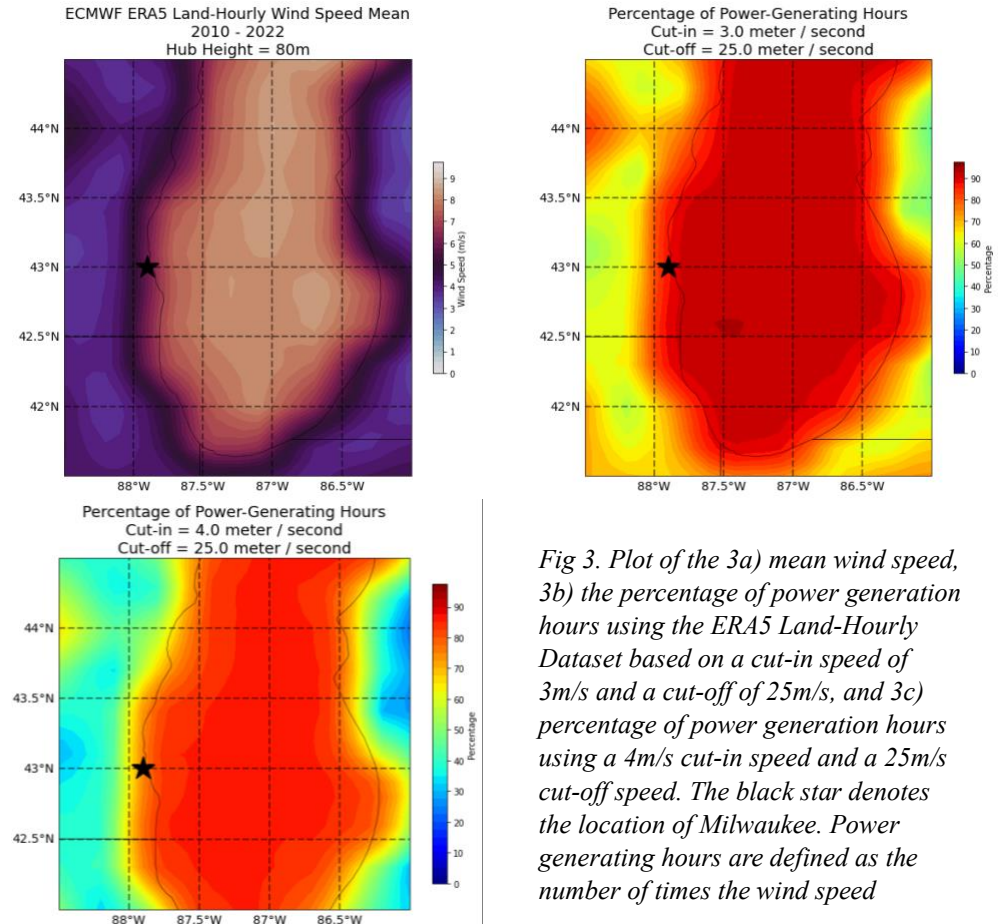 ECMWF ERA5 Land-Hourly Wind Speed Mean
2010 - 2022
Hub Height = 80m
44°N
43.5°N
43°N
42.5°N
42°N
88°W
87.5°W
87°W
86.5°W
9
8
7
6
5
4
3
2
1
0
Wind Speed (m/s)
Percentage of Power-Generating Hours
Cut-in = 3.0 meter / second
Cut-off = 25.0 meter / second
44°N
43.5°N
43°N
42.5°N
42°N
88°W
87.5°W
87°W
86.5°W
90
80
70
60
50
40
30
20
10
0
Percentage
Percentage of Power-Generating Hours
Cut-in = 4.0 meter / second
Cut-off = 25.0 meter / second
44°N
43.5°N
43°N
42.5°N
88°W
87.5°W
87°W
86.5°W
90
80
70
60
50
40
30
20
10
0
Percentage
Fig 3. Plot of the 3a) mean wind speed,
3b) the percentage of power generation
hours using the ERA5 Land-Hourly
Dataset based on a cut-in speed of
3m/s and a cut-off of 25m/s, and 3c)
percentage of power generation hours
using a 4m/s cut-in speed and a 25m/s
cut-off speed. The black star denotes
the location of Milwaukee. Power
generating hours are defined as the
number of times the wind speed